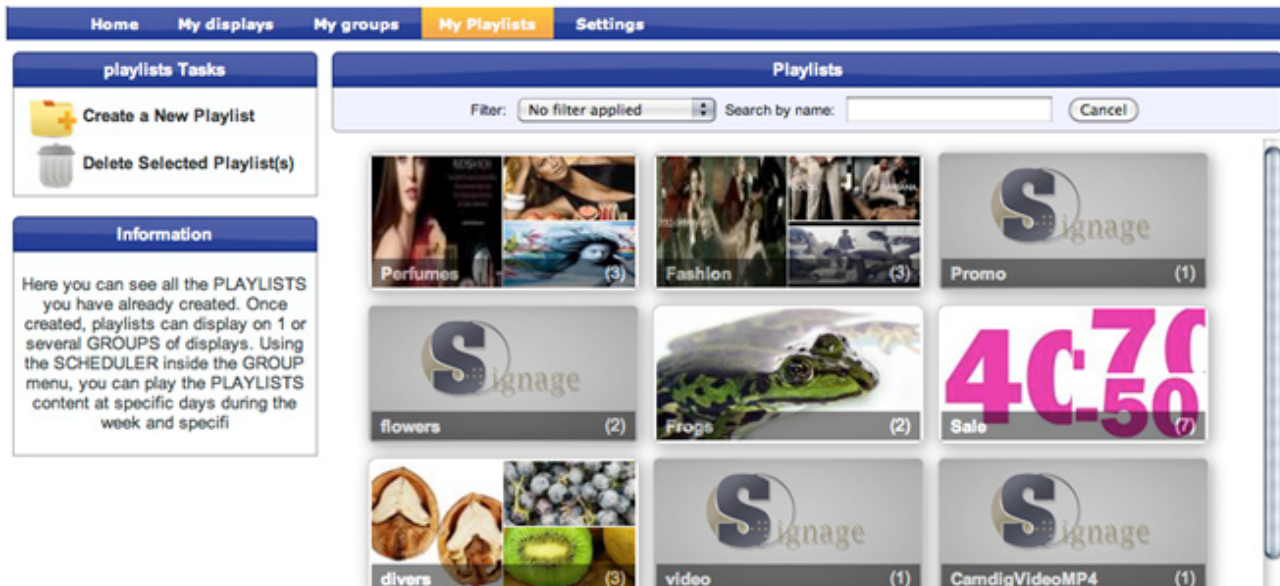 Home My displays My groups My Playlists Settings
playlists Tasks
Create a New Playlist
Delete Selected Playlist(s)
Information
Here you can see all the PLAYLISTS
you have already created. Once
created, playlists can display on 1 or
several GROUPS of displays. Using
the SCHEDULER inside the GROUP
menu, you can play the PLAYLISTS
content at specific days during the
week and specifi
Playlists
Filter: No filter applied Search by name: Cancel
Perfumes (3)
Fashion (3)
Signage
Promo (1)
Signage
flowers (2)
Frogs (2)
40 -70
-50
Sale (7)
divers (3)
Signage
video (1)
Signage
CamdigVideoMP4 (1)